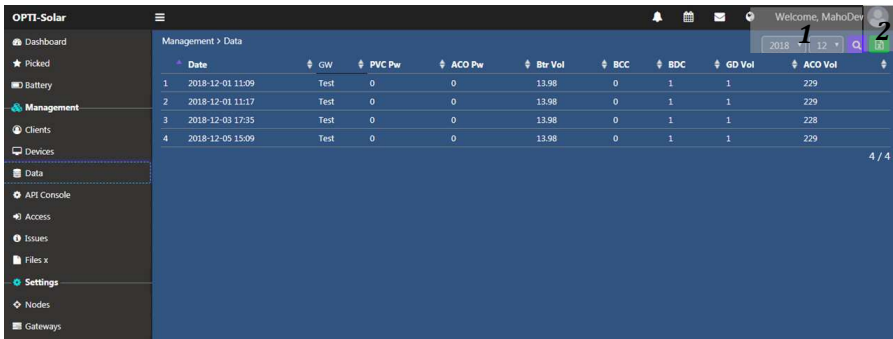 OPTI-Solar
Welcome, MahoDev
1
2
Dashboard
Picked
Battery
Management
Clients
Devices
Data
API Console
Access
Issues
Files x
Settings
Nodes
Gateways
Management > Data
2018 12
Date GW PVC Pw ACO Pw Btr Vol BCC BDC GD Vol ACO Vol
1 2018-12-01 11:09 Test 0 0 13.98 0 1 1 229
2 2018-12-01 11:17 Test 0 0 13.98 0 1 1 229
3 2018-12-03 17:35 Test 0 0 13.98 0 1 1 228
4 2018-12-05 15:09 Test 0 0 13.98 0 1 1 229
4 / 4